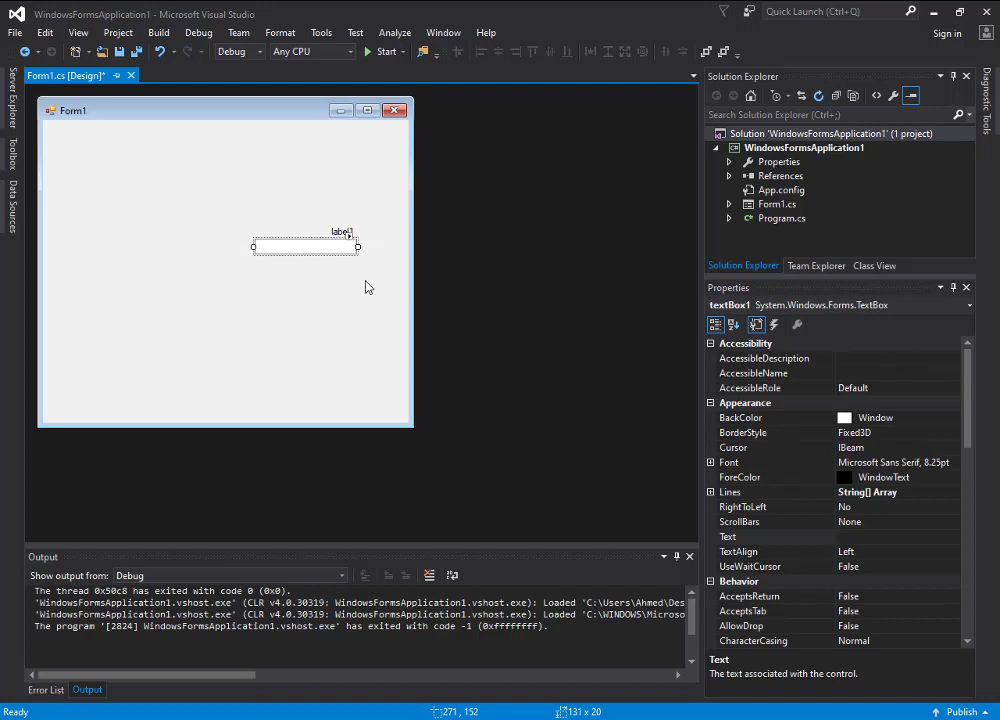 WindowsFormsApplication1 - Microsoft Visual Studio
Quick Launch (Ctrl+Q)
File Edit View Project Build Debug Team Format Tools Test Analyze Window Help
Sign in
Debug Any CPU Start
Server Explorer
Toolbox
Data Sources
Form1.cs [Design]*
Form1
label1
Solution Explorer
Search Solution Explorer (Ctrl+;)
Solution 'WindowsFormsApplication1' (1 project)
WindowsFormsApplication1
Properties
References
App.config
Form1.cs
Program.cs
Solution Explorer Team Explorer Class View
Diagnostic Tools
Properties
textBox1 System.Windows.Forms.TextBox
Accessibility
AccessibleDescription
AccessibleName
AccessibleRole Default
Appearance
BackColor Window
BorderStyle Fixed3D
Cursor IBeam
Font Microsoft Sans Serif, 8.25pt
ForeColor WindowText
Lines String[] Array
RightToLeft No
ScrollBars None
Text
TextAlign Left
UseWaitCursor False
Behavior
AcceptsReturn False
AcceptsTab False
AllowDrop False
CharacterCasing Normal
Text
The text associated with the control.
Output
Show output from: Debug
The thread 0x50c8 has exited with code 0 (0x0).
'WindowsFormsApplication1.vshost.exe' (CLR v4.0.30319: WindowsFormsApplication1.vshost.exe): Loaded 'C:\Users\Ahmed\Des
'WindowsFormsApplication1.vshost.exe' (CLR v4.0.30319: WindowsFormsApplication1.vshost.exe): Loaded 'C:\WINDOWS\Microso
The program '[2824] WindowsFormsApplication1.vshost.exe' has exited with code -1 (0xffffffff).
Error List Output
Ready
271 , 152
131 x 20
Publish